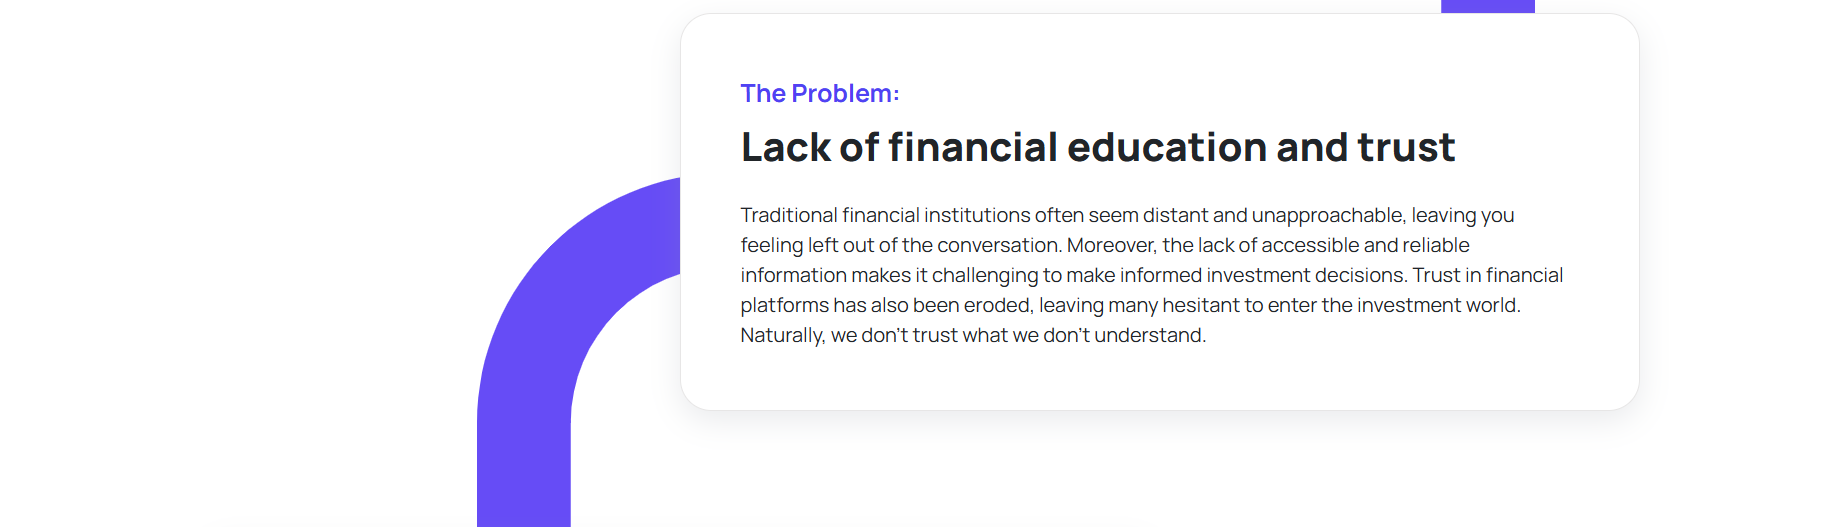 The Problem:
Lack of financial education and trust
Traditional financial institutions often seem distant and unapproachable, leaving you
feeling left out of the conversation. Moreover, the lack of accessible and reliable
information makes it challenging to make informed investment decisions. Trust in financial
platforms has also been eroded, leaving many hesitant to enter the investment world.
Naturally, we don’t trust what we don’t understand.